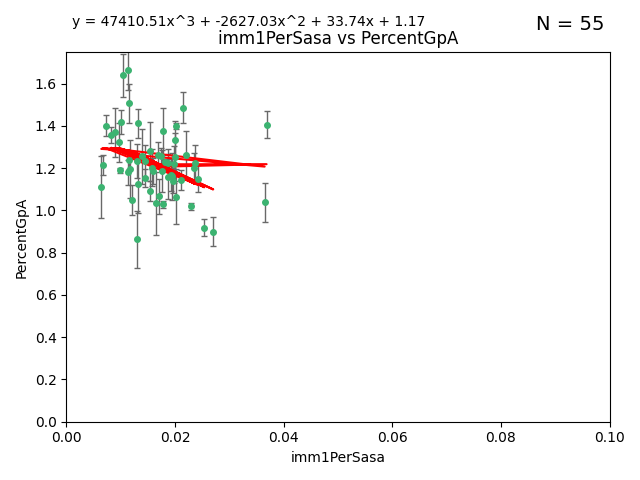 y = 47410.51x^3 + -2627.03x^2 + 33.74x + 1.17
N = 55
imm1PerSasa vs PercentGpA
PercentGpA
1.6
1.4
1.2
1.0
0.8
0.6
0.4
0.2
0.0
0.00 0.02 0.04 0.06 0.08 0.10
imm1PerSasa